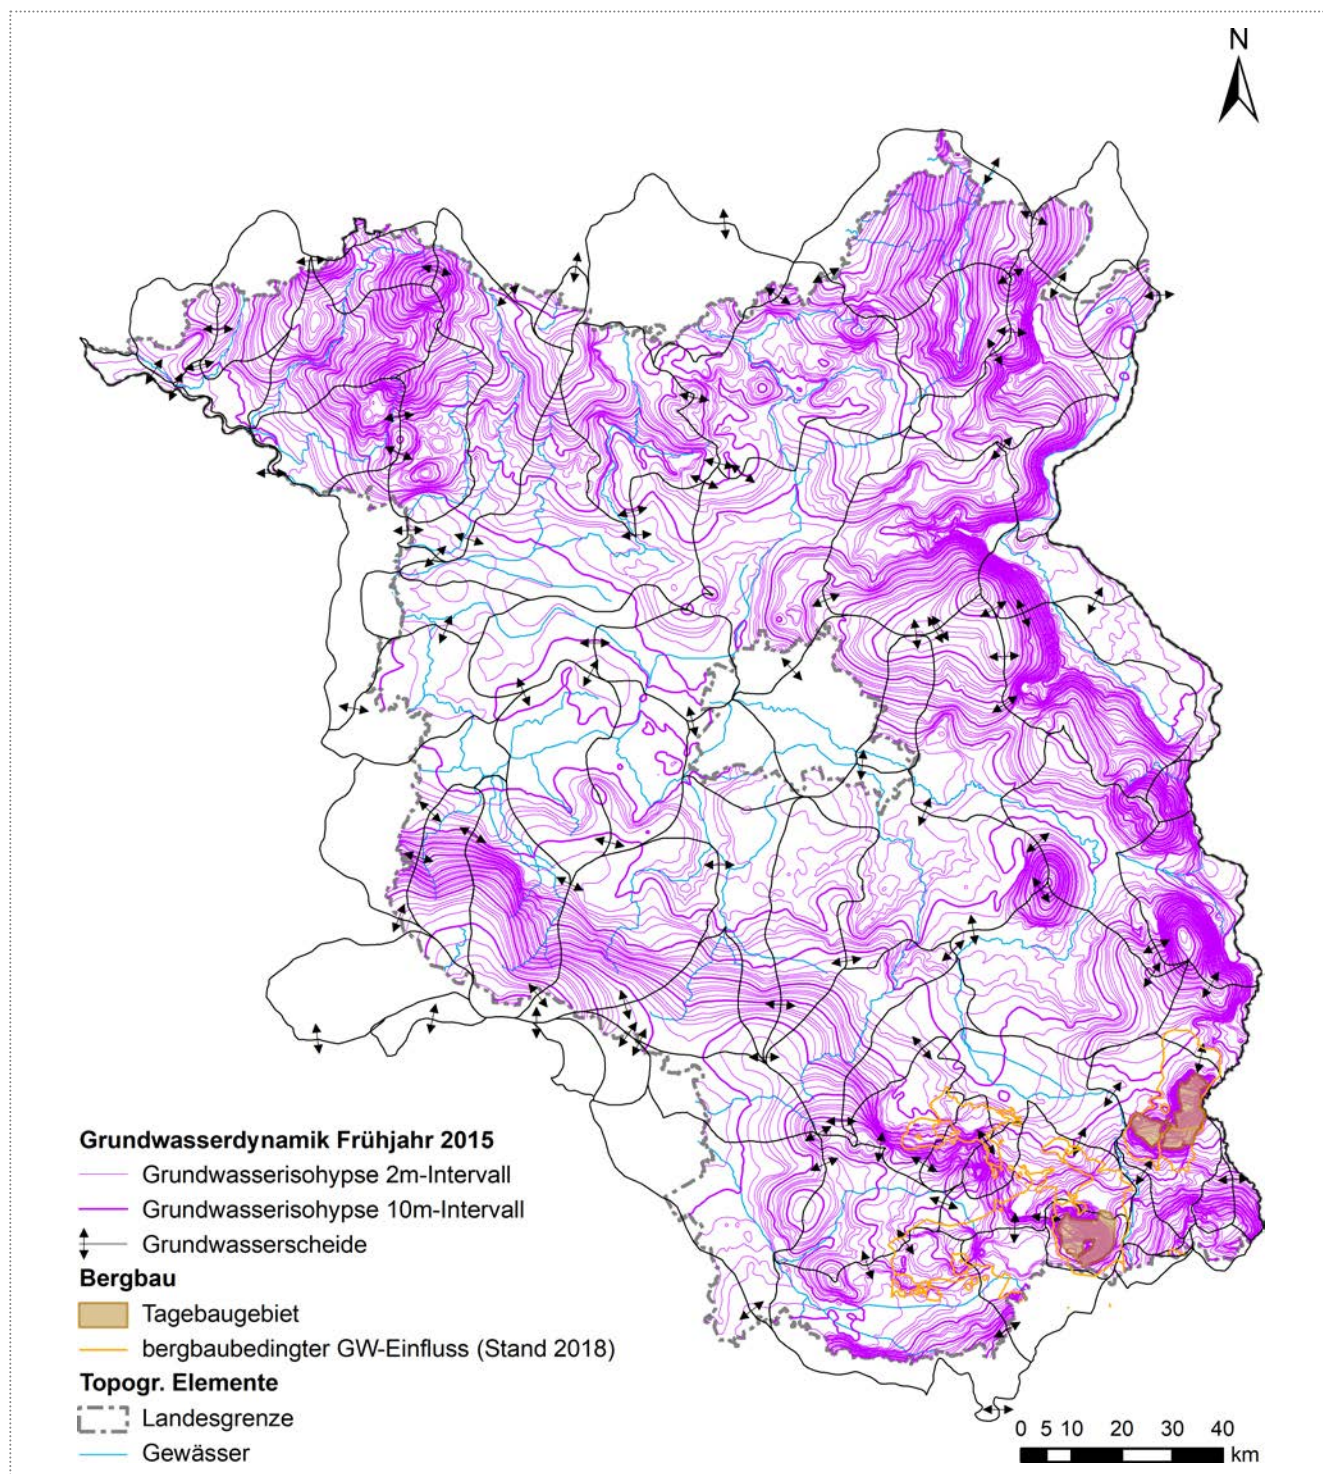 N
Grundwasserdynamik Frühjahr 2015
Grundwasserisohypse 2m-Intervall
Grundwasserisohypse 10m-Intervall
Grundwasserscheide
Bergbau
Tagebaugebiet
bergbaubedingter GW-Einfluss (Stand 2018)
Topogr. Elemente
Landesgrenze
Gewässer
0 5 10 20 30 40
km